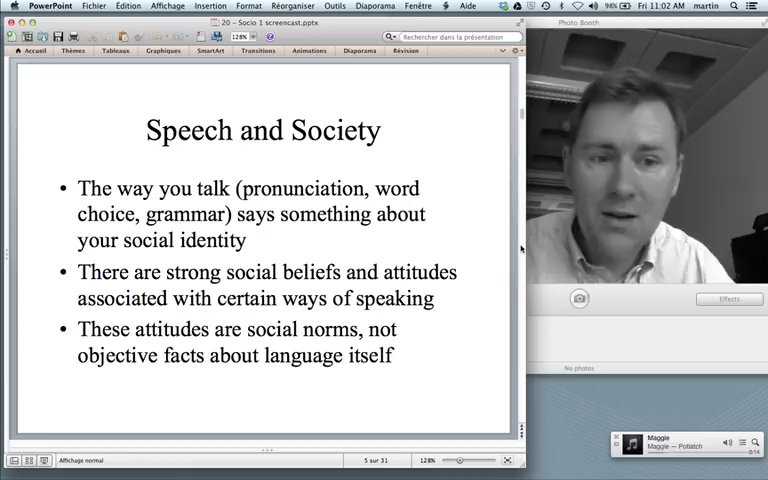 PowerPoint Fichier Édition Affichage Insertion Format Réorganiser Outils Diaporama Fenêtre Aide 98% Fri 11:02 AM martin
20 – Socio 1 screencast.pptx
Photo Booth
128%
Rechercher dans la présentation
Accueil Thèmes Tableaux Graphiques SmartArt Transitions Animations Diaporama Révision
Speech and Society
• The way you talk (pronunciation, word
choice, grammar) says something about
your social identity
• There are strong social beliefs and attitudes
associated with certain ways of speaking
• These attitudes are social norms, not
objective facts about language itself
Effects
No photos
Maggie
Maggie — Potlatch
-0:14
Affichage normal 5 sur 31 128%